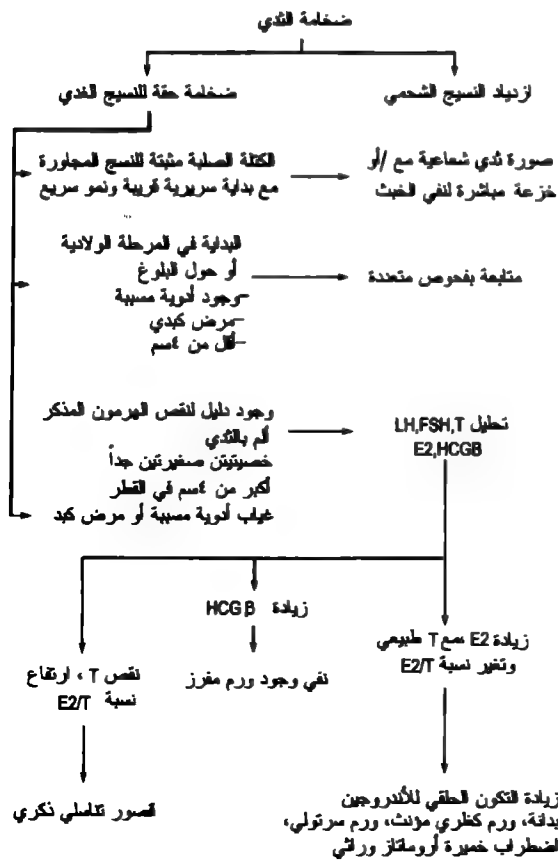 ضخامة الثدي
ازدياد النسيج الشحمي
ضخامة حقة للنسيج الغدي
الكتلة الصلبة مثبتة للنسج المجاورة
مع بداية سريرية قريبة ونمو سريع
صورة ثدي شعاعية مع /أو
خزعة مباشرة لنفي الخبث
البداية في المرحلة الولادية
أو حول البلوغ
-وجود أدوية مسببة
-مرض كبدي
-أقل من ٤سم
متابعة بفحوص متعددة
وجود دليل لنقص الهرمون المذكر
ألم بالثدي
خصيتيتن صغيرتين جداً
أكبر من ٤سم في القطر
غياب أدوية مسببة أو مرض كبد
تحليل LH,FSH,T
E2,HCGB
زيادة E2 ،مع T طبيعي
وتغير نسبة E2/T
زيادة HCG β
نقص T ، ارتفاع
نسبة E2/T
نفي وجود ورم مفرز
قصور تناسلي ذكري
زيادة التكون الحلقي للأندروجين
بدانة، ورم كظري مؤنث، ورم سرتولي،
اضطراب خميرة أروماتاز وراثي